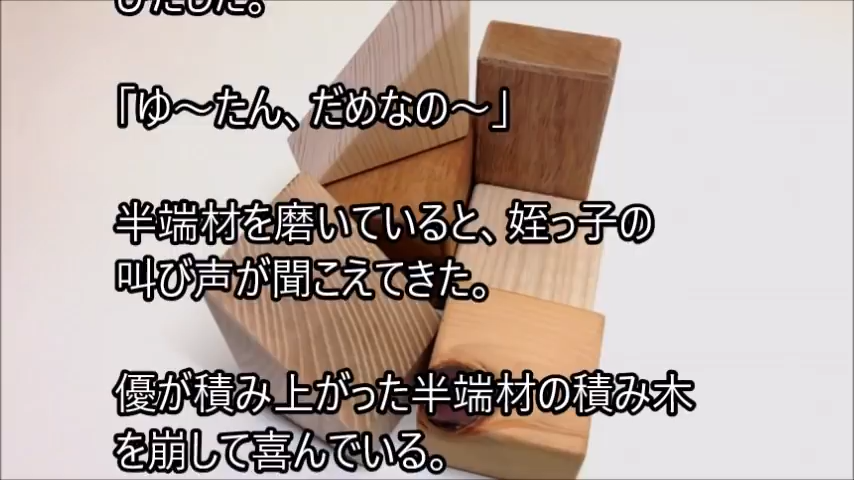 「ゆ～たん、だめなの～」
半端材を磨いていると、姪っ子の
叫び声が聞こえてきた。
優が積み上がった半端材の積み木
を崩して喜んでいる。